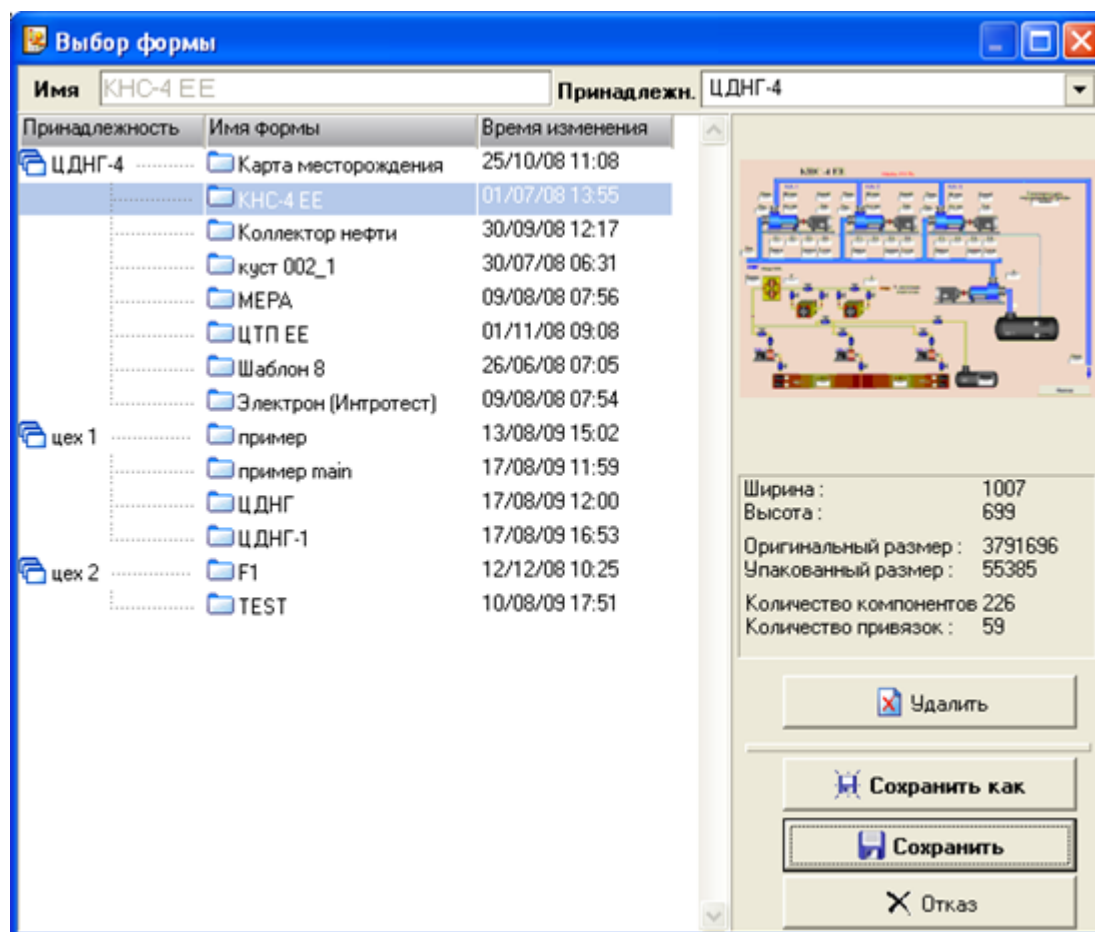 Выбор формы
Имя КНС-4 ЕЕ Принадлежн. ЦДНГ-4
Принадлежность Имя Формы Время изменения
ЦДНГ-4 Карта месторождения 25/10/08 11:08
КНС-4 ЕЕ 01/07/08 13:55
Коллектор нефти 30/09/08 12:17
куст 002_1 30/07/08 06:31
МЕРА 09/08/08 07:56
ЦТП ЕЕ 01/11/08 09:08
Шаблон 8 26/06/08 07:05
Электрон (Интротест) 09/08/08 07:54
цех 1 пример 13/08/09 15:02
пример main 17/08/09 11:59
ЦДНГ 17/08/09 12:00
ЦДНГ-1 17/08/09 16:53
цех 2 F1 12/12/08 10:25
TEST 10/08/09 17:51
КНС-4 ЕЕ
Ширина : 1007
Высота : 699
Оригинальный размер : 3791696
Упакованный размер : 55385
Количество компонентов 226
Количество привязок : 59
Удалить
Сохранить как
Сохранить
Отказ